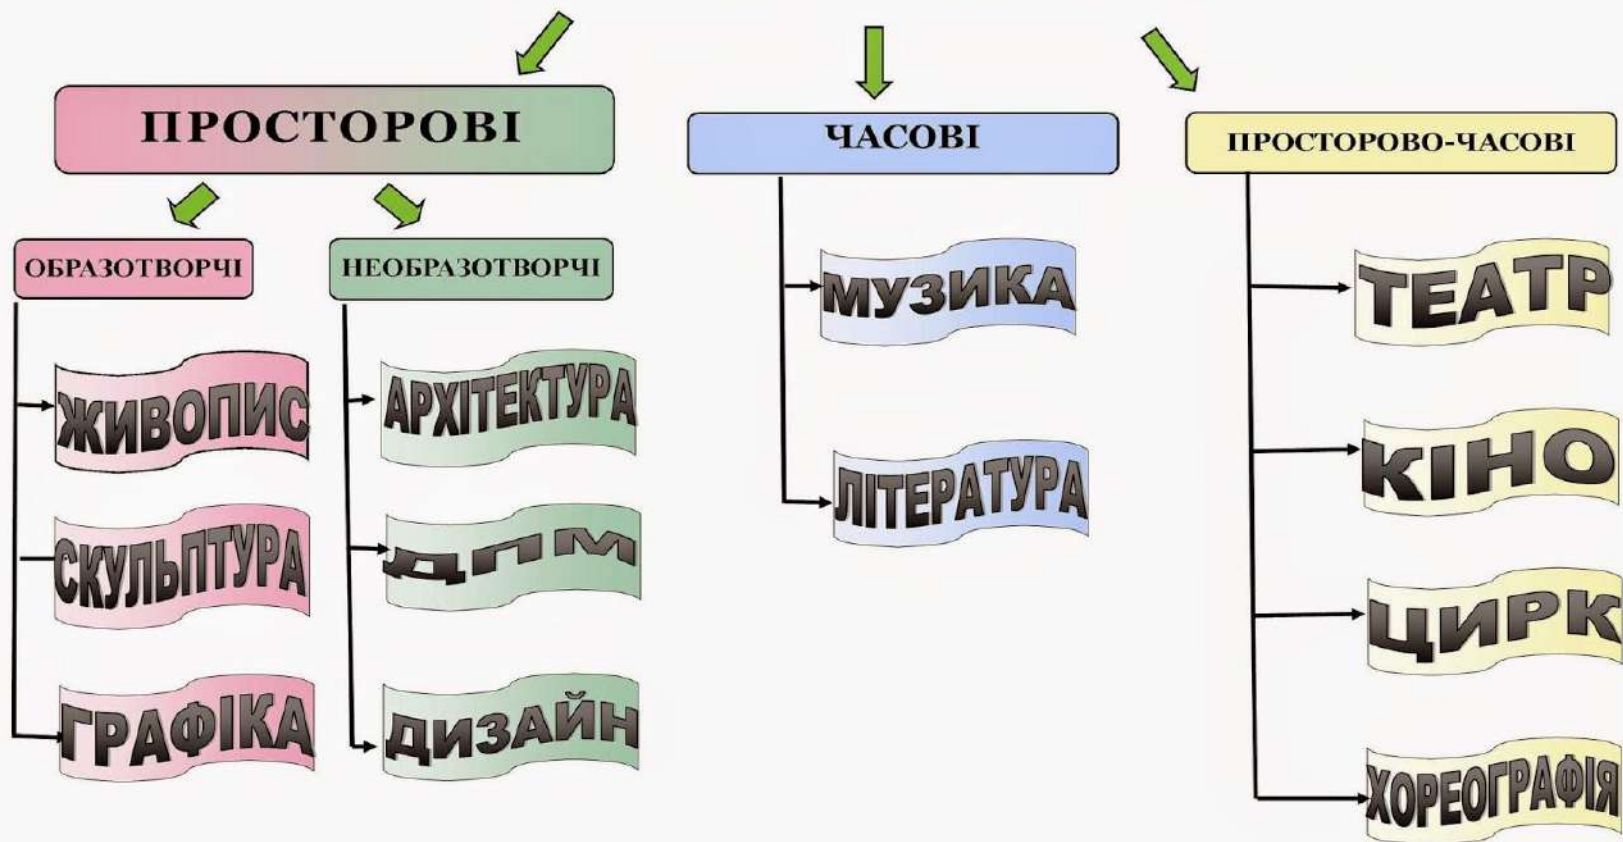 ПРОСТОРОВІ
ЧАСОВІ
ПРОСТОРОВО-ЧАСОВІ
ОБРАЗОТВОРЧІ
НЕОБРАЗОТВОРЧІ
ЖИВОПИС
СКУЛЬПТУРА
ГРАФІКА
АРХІТЕКТУРА
ДПМ
ДИЗАЙН
МУЗИКА
ЛІТЕРАТУРА
ТЕАТР
КІНО
ЦИРК
ХОРЕОГРАФІЯ